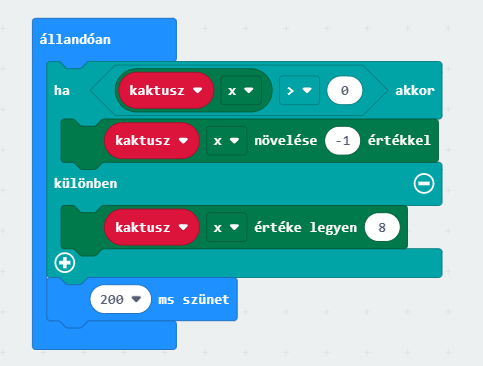 állandóan
ha kaktusz x > 0 akkor
kaktusz x növelése -1 értékkel
különben
kaktusz x értéke legyen 8
200 ms szünet